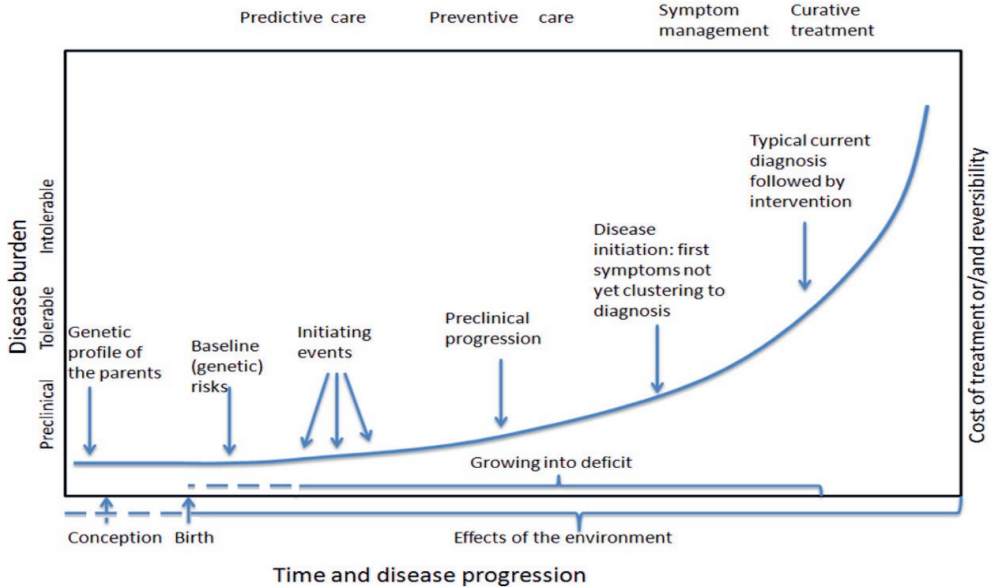 Predictive care
Preventive care
Symptom
management
Curative
treatment
Disease burden
Intolerable
Tolerable
Preclinical
Genetic
profile of
the parents
Baseline
(genetic)
risks
Initiating
events
Preclinical
progression
Disease
initiation: first
symptoms not
yet clustering to
diagnosis
Typical current
diagnosis
followed by
intervention
Cost of treatment or/and reversibility
Growing into deficit
Conception
Birth
Effects of the environment
Time and disease progression